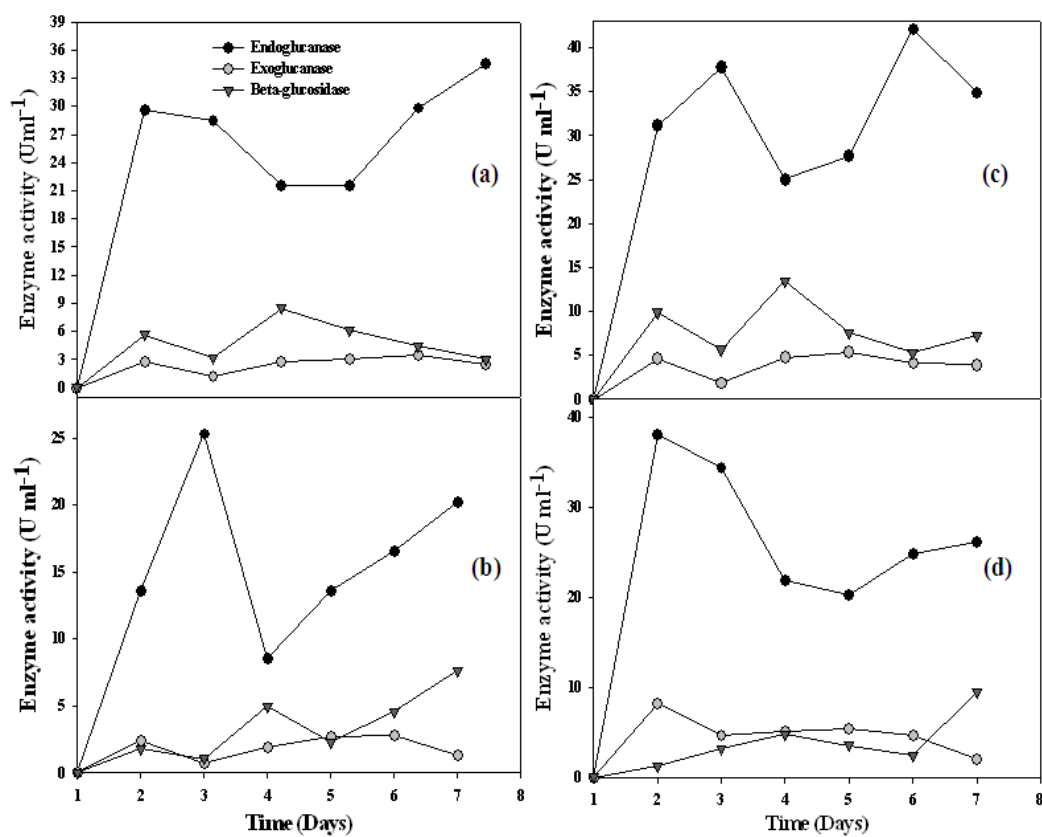 39
36
33
30
27
24
21
18
15
12
9
6
3
0
Enzyme activity (Uml⁻¹)
Endoglucanase
Exoglucanase
Beta-glucosidase
(a)
40
35
30
25
20
15
10
5
0
Enzyme activity (U ml⁻¹)
(c)
25
20
15
10
5
0
Enzyme activity (U ml⁻¹)
(b)
1 2 3 4 5 6 7 8
Time (Days)
40
30
20
10
0
Enzyme activity (U ml⁻¹)
(d)
1 2 3 4 5 6 7 8
Time (Days)